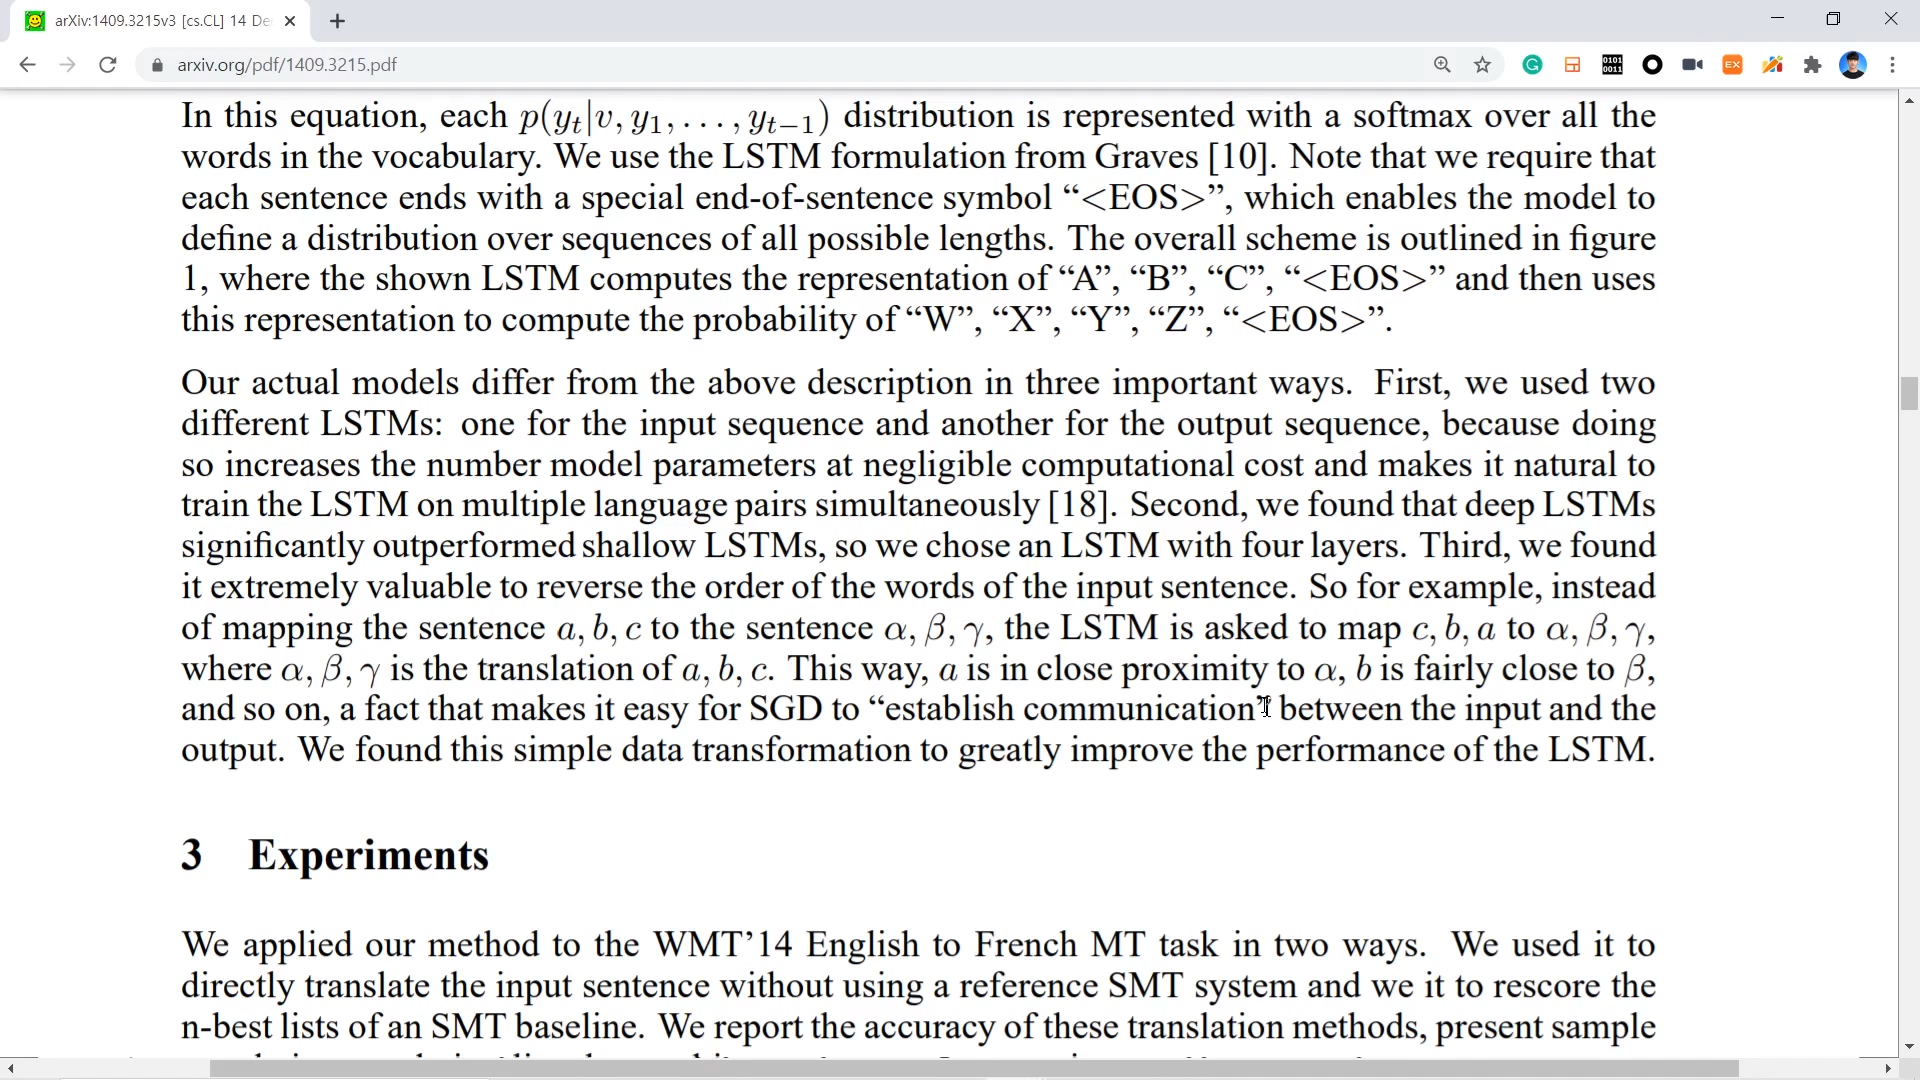 arXiv:1409.3215v3 [cs.CL] 14 De
arxiv.org/pdf/1409.3215.pdf
0101
0011
EX
In this equation, each p(y_t|v, y_1, . . . , y_{t−1}) distribution is represented with a softmax over all the
words in the vocabulary. We use the LSTM formulation from Graves [10]. Note that we require that
each sentence ends with a special end-of-sentence symbol “<EOS>”, which enables the model to
define a distribution over sequences of all possible lengths. The overall scheme is outlined in figure
1, where the shown LSTM computes the representation of “A”, “B”, “C”, “<EOS>” and then uses
this representation to compute the probability of “W”, “X”, “Y”, “Z”, “<EOS>”.
Our actual models differ from the above description in three important ways. First, we used two
different LSTMs: one for the input sequence and another for the output sequence, because doing
so increases the number model parameters at negligible computational cost and makes it natural to
train the LSTM on multiple language pairs simultaneously [18]. Second, we found that deep LSTMs
significantly outperformed shallow LSTMs, so we chose an LSTM with four layers. Third, we found
it extremely valuable to reverse the order of the words of the input sentence. So for example, instead
of mapping the sentence a, b, c to the sentence α, β, γ, the LSTM is asked to map c, b, a to α, β, γ,
where α, β, γ is the translation of a, b, c. This way, a is in close proximity to α, b is fairly close to β,
and so on, a fact that makes it easy for SGD to “establish communication” between the input and the
output. We found this simple data transformation to greatly improve the performance of the LSTM.
3 Experiments
We applied our method to the WMT’14 English to French MT task in two ways. We used it to
directly translate the input sentence without using a reference SMT system and we it to rescore the
n-best lists of an SMT baseline. We report the accuracy of these translation methods, present sample